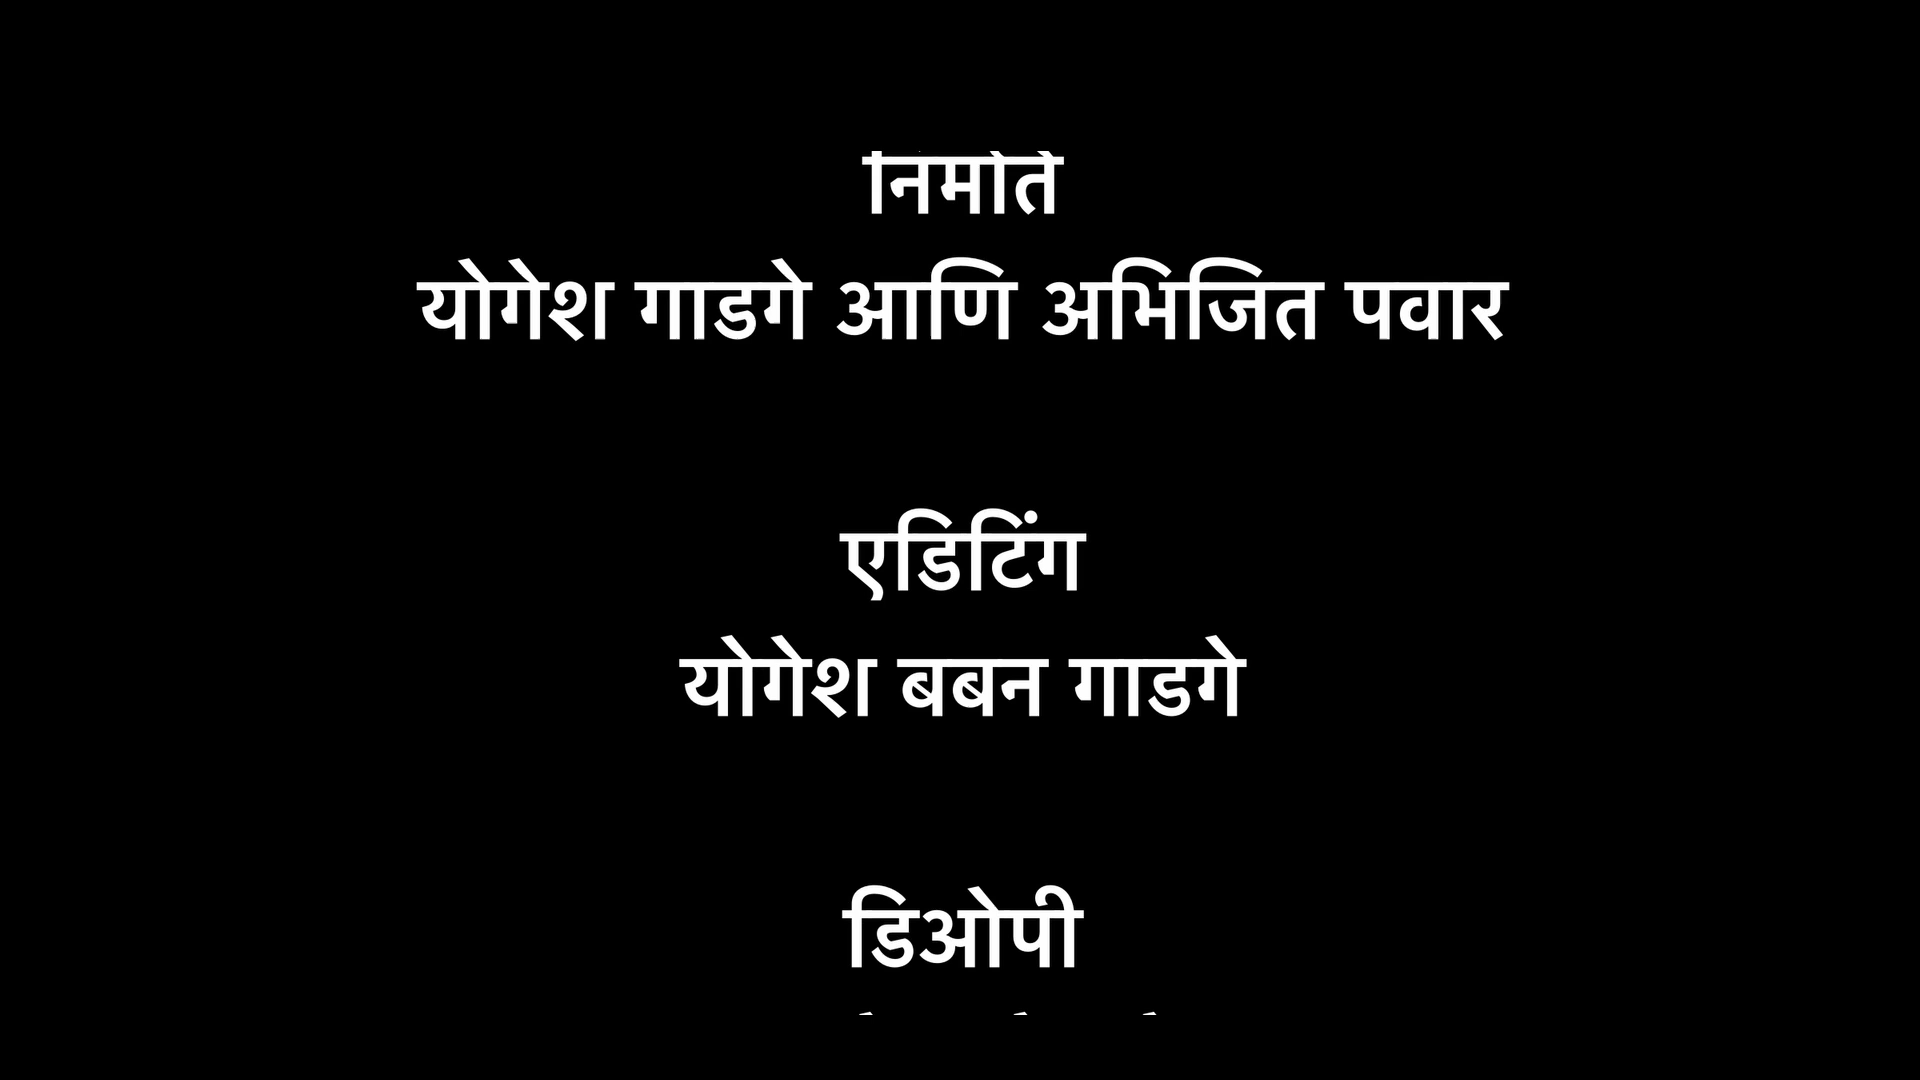 निर्माते
योगेश गाडगे आणि अभिजित पवार
एडिटिंग
योगेश बबन गाडगे
डिओपी